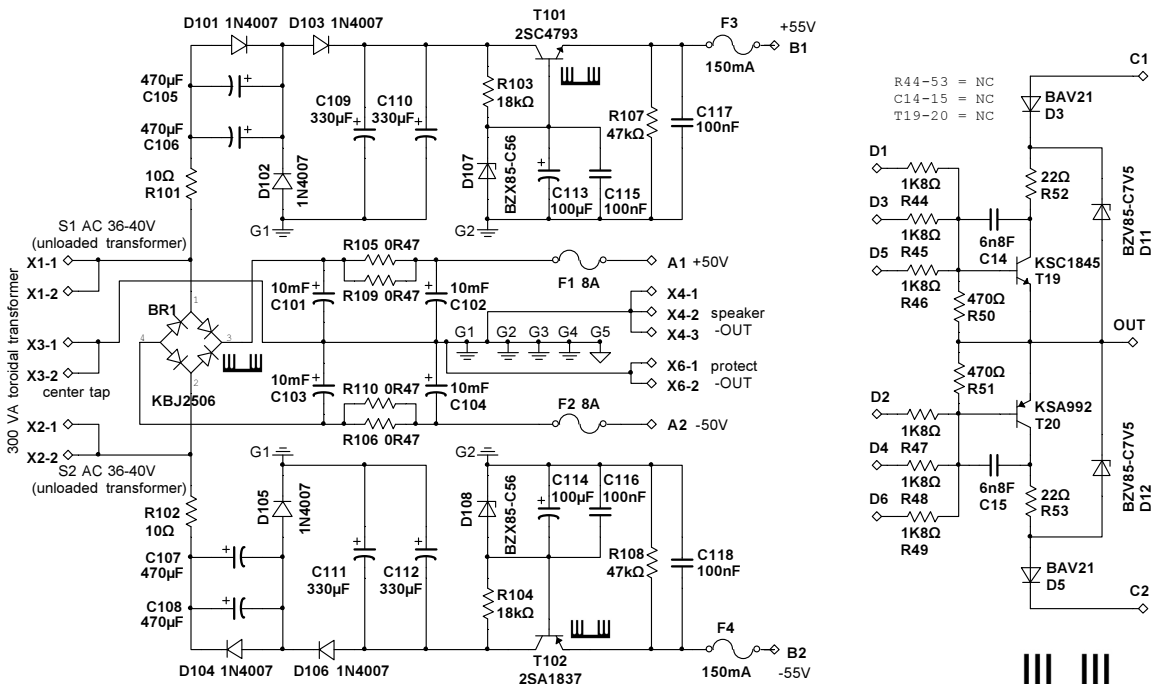 D101 1N4007
D103 1N4007
T101
2SC4793
F3
150mA
+55V
B1
470µF
C105
470µF
C106
10Ω
R101
D102
1N4007
C109
330µF
C110
330µF
R103
18kΩ
D107
BZX85-C56
C113
100µF
C115
100nF
R107
47kΩ
C117
100nF
G1
G2
S1 AC 36-40V
(unloaded transformer)
X1-1
X1-2
X3-1
X3-2
center tap
X2-1
X2-2
S2 AC 36-40V
(unloaded transformer)
300 VA toroidal transformer
BR1
1
4
3
2
KBJ2506
R105 0R47
R109 0R47
10mF
C101
10mF
C102
F1 8A
A1 +50V
X4-1
X4-2
X4-3
speaker
-OUT
G1
G2
G3
G4
G5
X6-1
X6-2
protect
-OUT
10mF
C103
R110 0R47
R106 0R47
10mF
C104
F2 8A
A2 -50V
G1
G2
R102
10Ω
D105
1N4007
C107
470µF
C108
470µF
C111
330µF
C112
330µF
D108
BZX85-C56
C114
100µF
C116
100nF
R104
18kΩ
R108
47kΩ
C118
100nF
D104 1N4007
D106 1N4007
T102
2SA1837
F4
150mA
B2
-55V
R44-53 = NC
C14-15 = NC
T19-20 = NC
C1
BAV21
D3
D1
1K8Ω
R44
D3
1K8Ω
R45
D5
1K8Ω
R46
6n8F
C14
22Ω
R52
KSC1845
T19
BZV85-C7V5
D11
470Ω
R50
OUT
470Ω
R51
D2
1K8Ω
R47
D4
1K8Ω
R48
D6
1K8Ω
R49
KSA992
T20
6n8F
C15
22Ω
R53
BZV85-C7V5
D12
BAV21
D5
C2